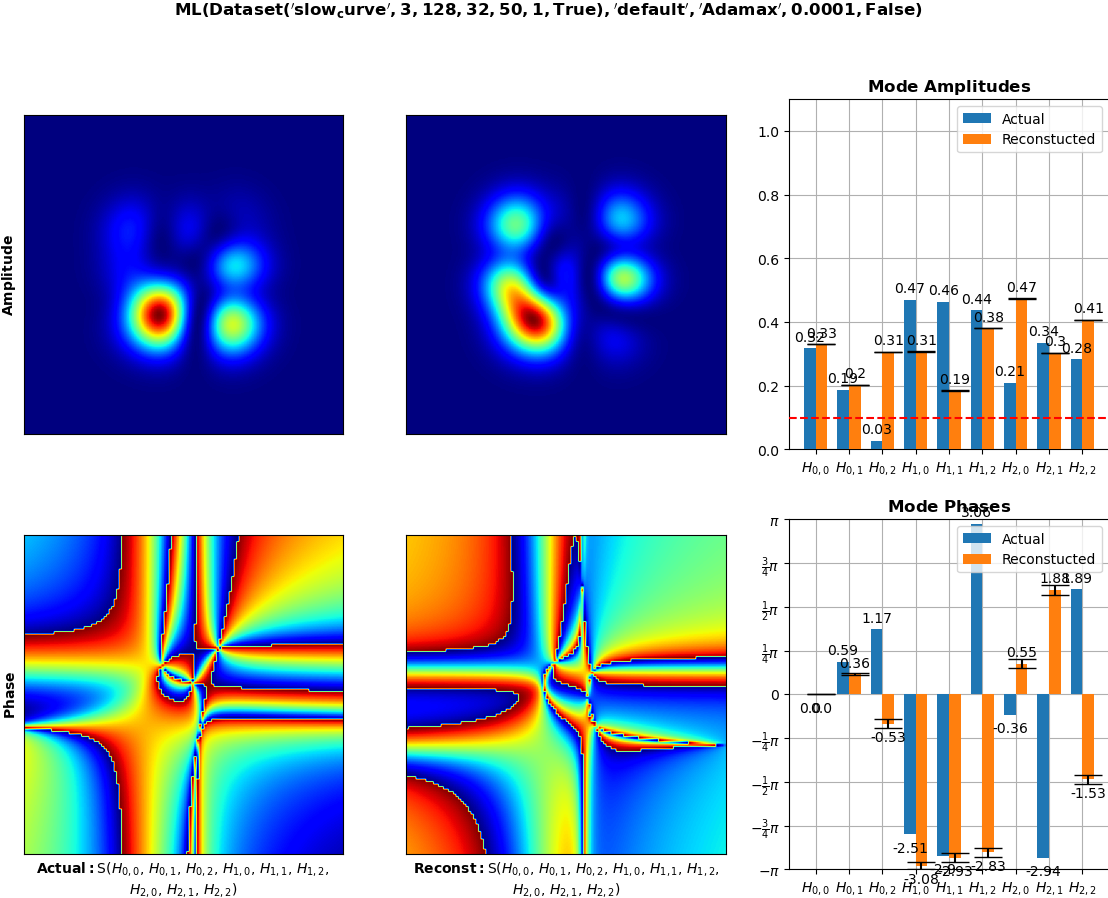 ML(Dataset('slow_curve', 3, 128, 32, 50, 1, True), 'default', 'Adamax', 0.0001, False)
Amplitude
Mode Amplitudes
Actual
Reconstucted
1.0
0.8
0.6
0.4
0.2
0.0
0.32 0.33 0.19 0.2 0.03 0.31 0.47 0.31 0.46 0.19 0.44 0.38 0.21 0.47 0.34 0.3 0.28 0.41
H0,0 H0,1 H0,2 H1,0 H1,1 H1,2 H2,0 H2,1 H2,2
Phase
Mode Phases
Actual
Reconstucted
π
3/4π
1/2π
1/4π
0
−1/4π
−1/2π
−3/4π
−π
0.0 0.59 0.36 1.17 -0.53 -2.51 -3.08 -2.93 3.06 -2.83 -0.36 0.55 -2.94 1.88 1.89 -1.53
H0,0 H0,1 H0,2 H1,0 H1,1 H1,2 H2,0 H2,1 H2,2
Actual: S(H0,0, H0,1, H0,2, H1,0, H1,1, H1,2,
H2,0, H2,1, H2,2)
Reconst: S(H0,0, H0,1, H0,2, H1,0, H1,1, H1,2,
H2,0, H2,1, H2,2)